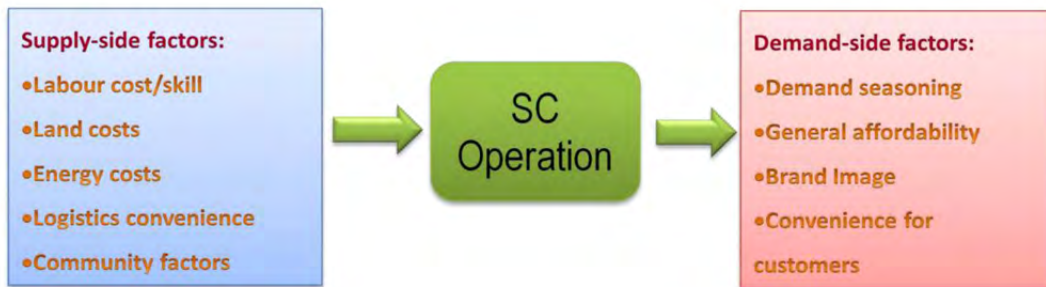 Supply-side factors:
•Labour cost/skill
•Land costs
•Energy costs
•Logistics convenience
•Community factors
SC
Operation
Demand-side factors:
•Demand seasoning
•General affordability
•Brand Image
•Convenience for
customers